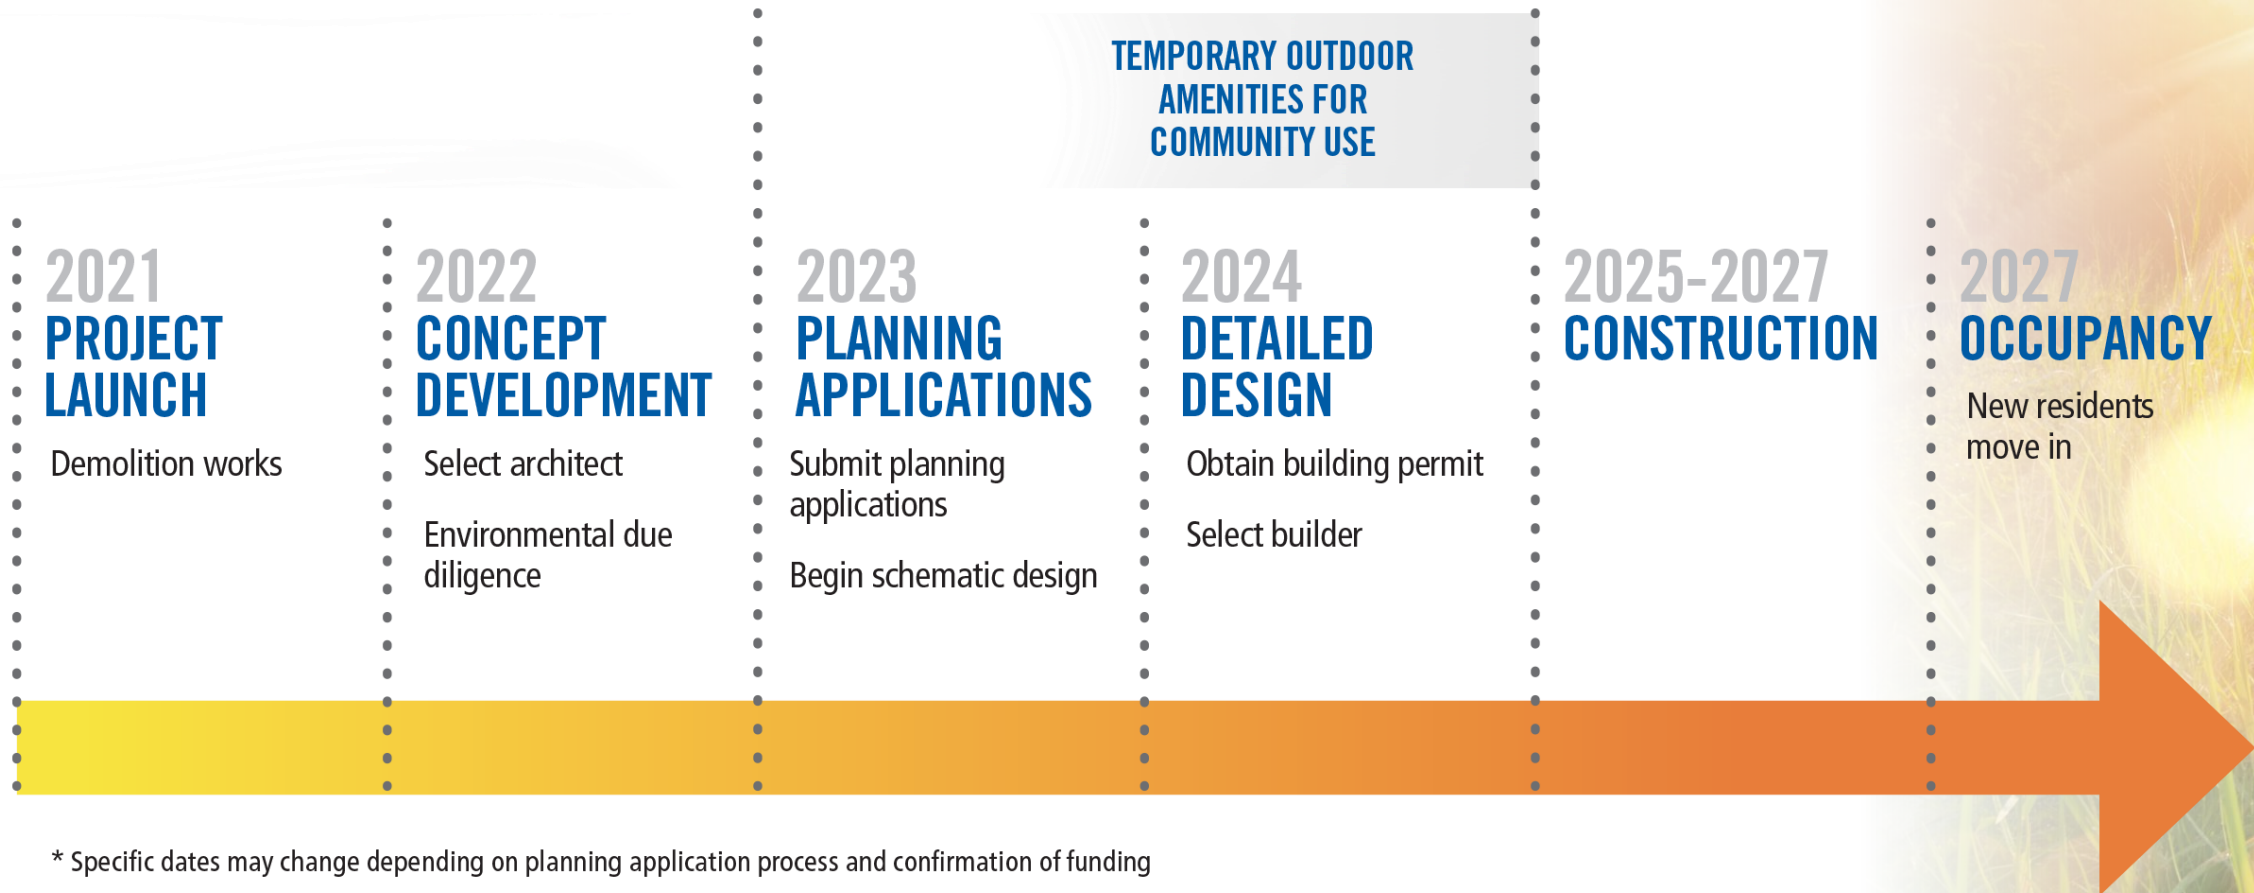 TEMPORARY OUTDOOR
AMENITIES FOR
COMMUNITY USE
2021
PROJECT
LAUNCH
Demolition works
2022
CONCEPT
DEVELOPMENT
Select architect
Environmental due
diligence
2023
PLANNING
APPLICATIONS
Submit planning
applications
Begin schematic design
2024
DETAILED
DESIGN
Obtain building permit
Select builder
2025-2027
CONSTRUCTION
2027
OCCUPANCY
New residents
move in
* Specific dates may change depending on planning application process and confirmation of funding